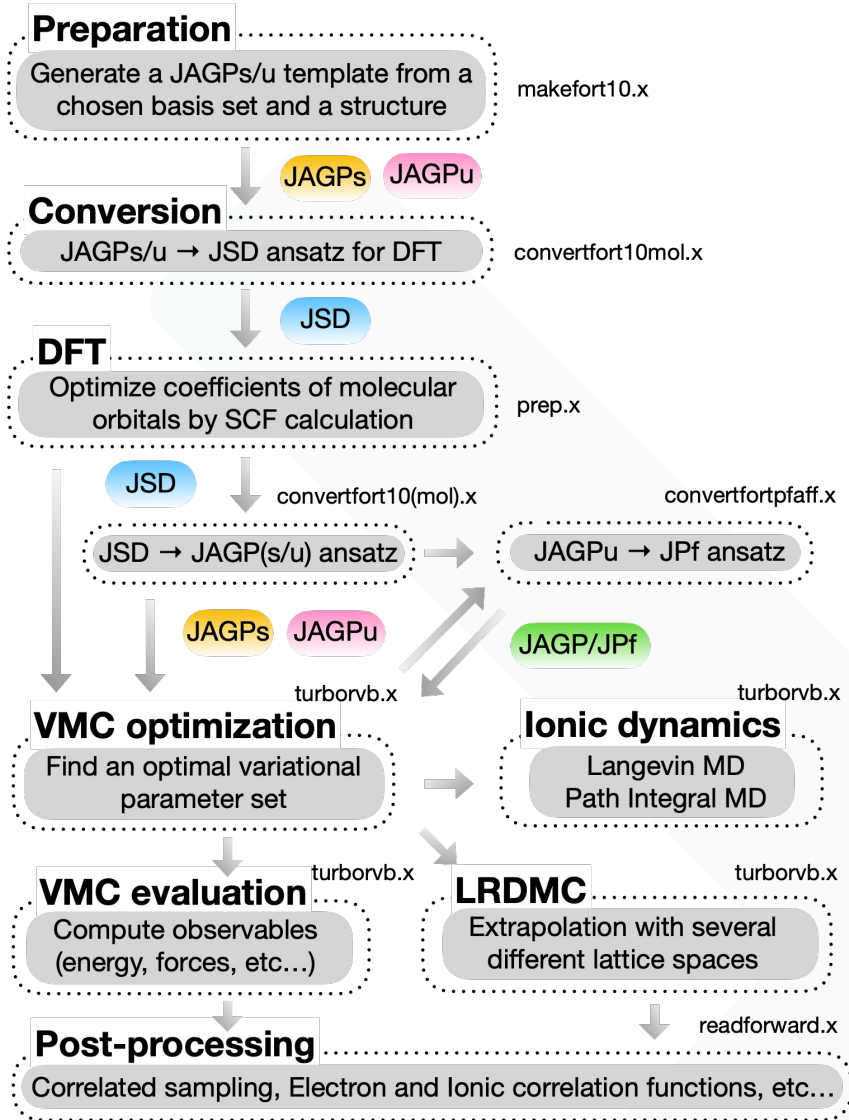 Preparation
Generate a JAGPs/u template from a
chosen basis set and a structure
makefort10.x
JAGPs
JAGPu
Conversion
JAGPs/u → JSD ansatz for DFT
convertfort10mol.x
JSD
DFT
Optimize coefficients of molecular
orbitals by SCF calculation
prep.x
JSD
convertfort10(mol).x
convertfortpfaff.x
JSD → JAGP(s/u) ansatz
JAGPu → JPf ansatz
JAGPs
JAGPu
JAGP/JPf
turborvb.x
VMC optimization
Find an optimal variational
parameter set
turborvb.x
Ionic dynamics
Langevin MD
Path Integral MD
turborvb.x
VMC evaluation
Compute observables
(energy, forces, etc…)
turborvb.x
LRDMC
Extrapolation with several
different lattice spaces
readforward.x
Post-processing
Correlated sampling, Electron and Ionic correlation functions, etc…